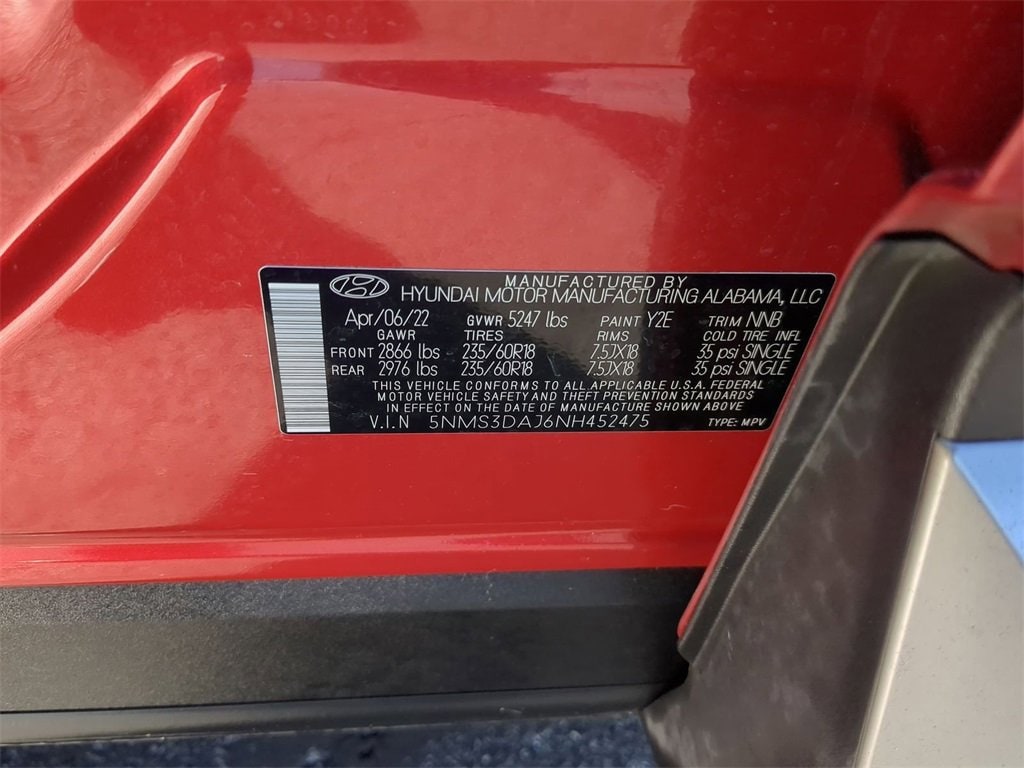 MANUFACTURED BY
HYUNDAI MOTOR MANUFACTURING ALABAMA, LLC
Apr/06/22 GVWR 5247 lbs PAINT Y2E TRIM NNB
GAWR TIRES RIMS COLD TIRE INFL
FRONT 2866 lbs 235/60R18 7.5JX18 35 psi SINGLE
REAR 2976 lbs 235/60R18 7.5JX18 35 psi SINGLE
THIS VEHICLE CONFORMS TO ALL APPLICABLE U.S.A. FEDERAL
MOTOR VEHICLE SAFETY AND THEFT PREVENTION STANDARDS
IN EFFECT ON THE DATE OF MANUFACTURE SHOWN ABOVE
V.I.N 5NMS3DAJ6NH452475 TYPE: MPV